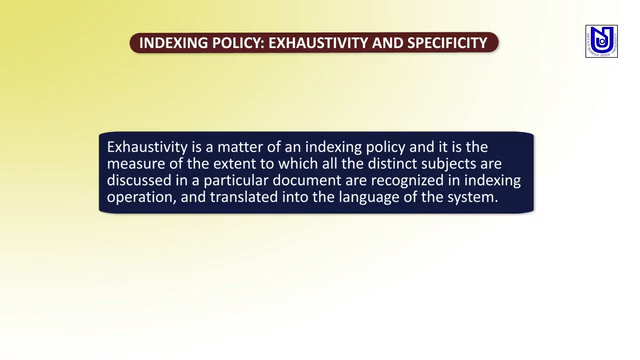 INDEXING POLICY: EXHAUSTIVITY AND SPECIFICITY
Exhaustivity is a matter of an indexing policy and it is the
measure of the extent to which all the distinct subjects are
discussed in a particular document are recognized in indexing
operation, and translated into the language of the system.